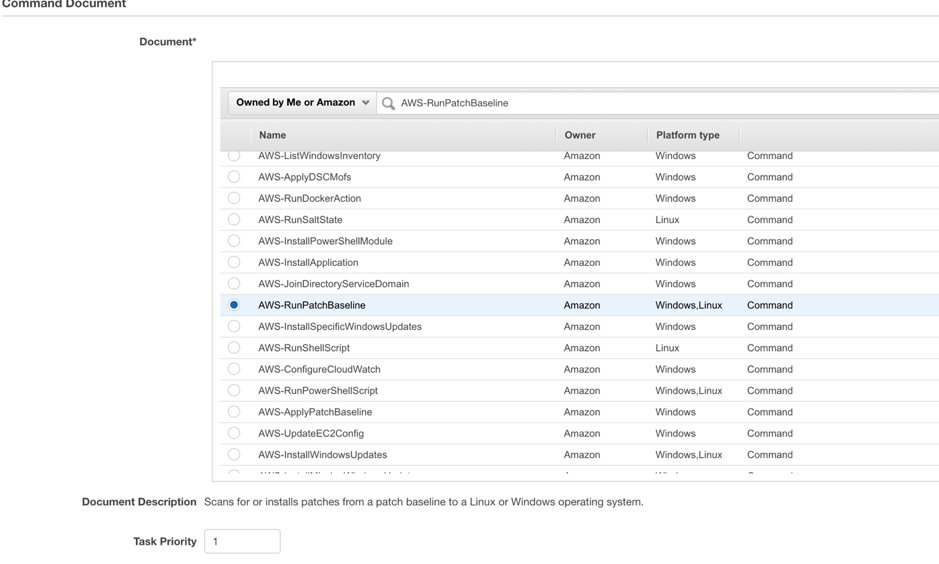 Command Document
Document*
Owned by Me or Amazon AWS-RunPatchBaseline
Name Owner Platform type
AWS-ListWindowsInventory Amazon Windows Command
AWS-ApplyDSCMofs Amazon Windows Command
AWS-RunDockerAction Amazon Windows Command
AWS-RunSaltState Amazon Linux Command
AWS-InstallPowerShellModule Amazon Windows Command
AWS-InstallApplication Amazon Windows Command
AWS-JoinDirectoryServiceDomain Amazon Windows Command
AWS-RunPatchBaseline Amazon Windows,Linux Command
AWS-InstallSpecificWindowsUpdates Amazon Windows Command
AWS-RunShellScript Amazon Linux Command
AWS-ConfigureCloudWatch Amazon Windows Command
AWS-RunPowerShellScript Amazon Windows,Linux Command
AWS-ApplyPatchBaseline Amazon Windows Command
AWS-UpdateEC2Config Amazon Windows Command
AWS-InstallWindowsUpdates Amazon Windows,Linux Command
Document Description Scans for or installs patches from a patch baseline to a Linux or Windows operating system.
Task Priority 1